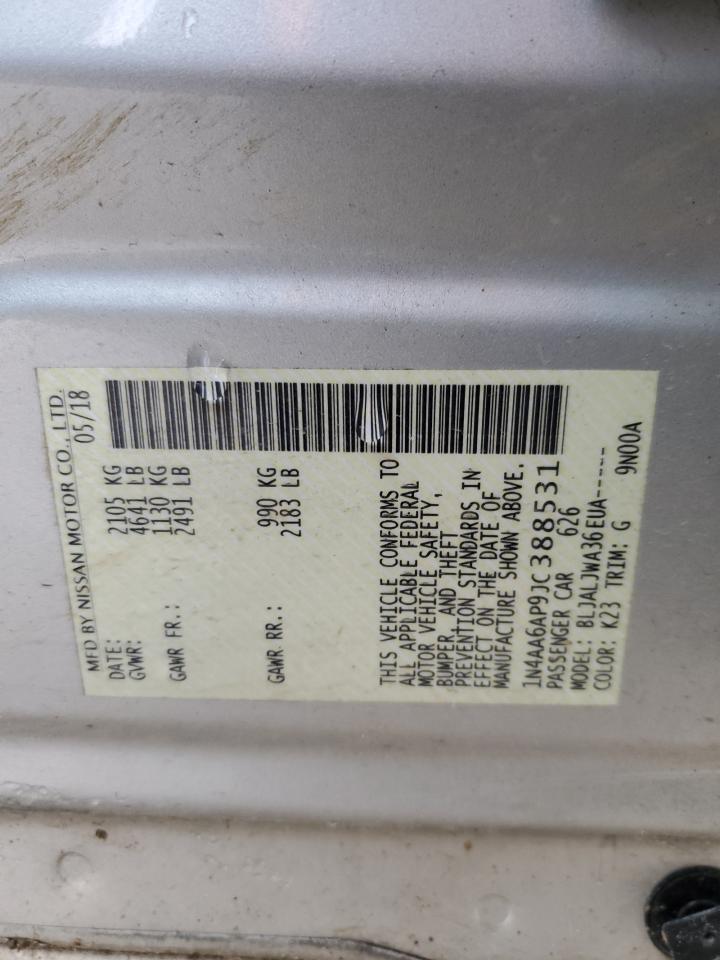 MFD BY NISSAN MOTOR CO., LTD.
DATE: 05/18
GVWR: 2105 KG
4641 LB
GAWR FR.: 1130 KG
2491 LB
GAWR RR.: 990 KG
2183 LB
THIS VEHICLE CONFORMS TO
ALL APPLICABLE FEDERAL
MOTOR VEHICLE SAFETY,
BUMPER, AND THEFT
PREVENTION STANDARDS IN
EFFECT ON THE DATE OF
MANUFACTURE SHOWN ABOVE.
1N4AA6AP9JC388531
PASSENGER CAR 626
MODEL: BLJALJWA36EUA-----
COLOR: K23 TRIM: G 9N00A